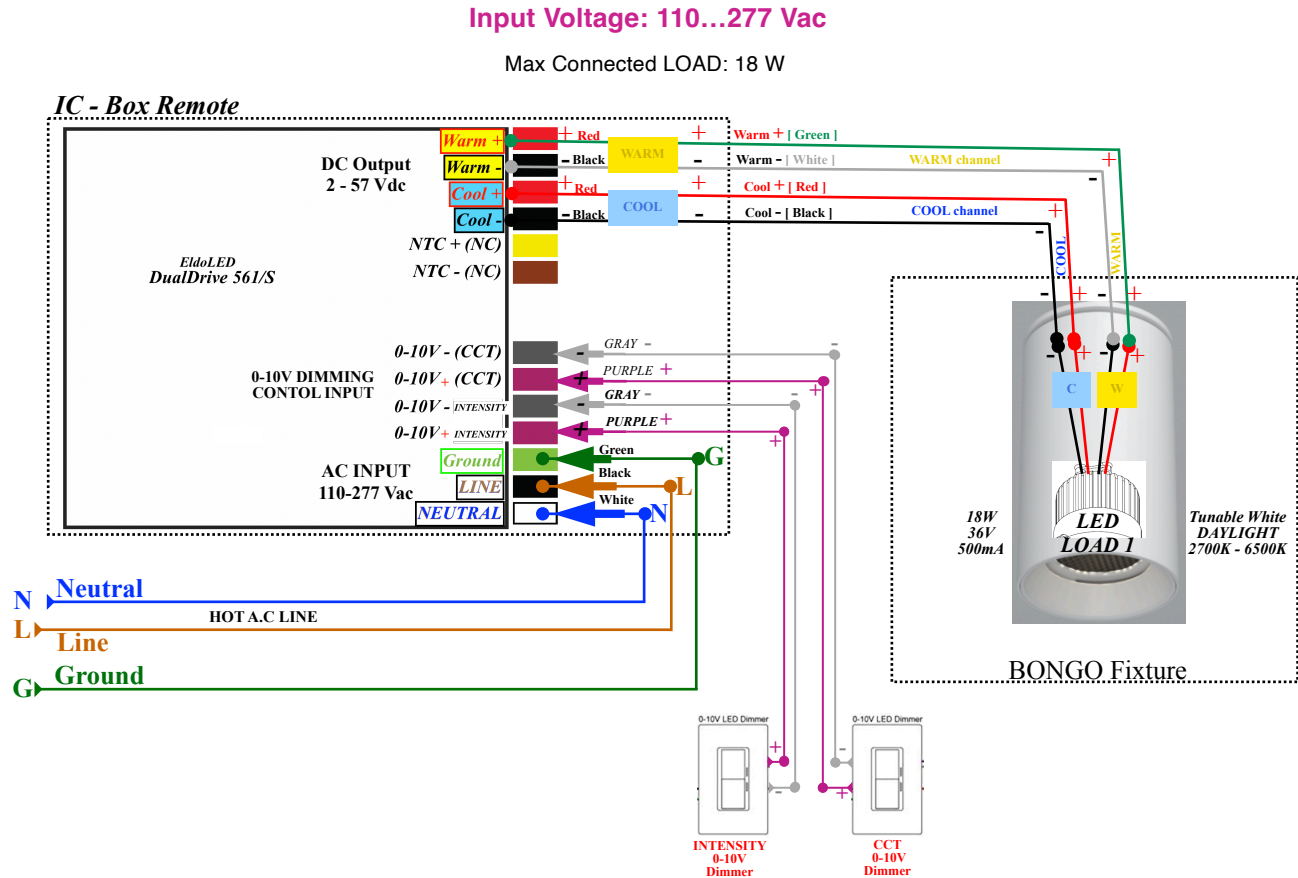 Input Voltage: 110...277 Vac
Max Connected LOAD: 18 W
IC - Box Remote
DC Output
2 - 57 Vdc
EldoLED
DualDrive 561/S
Warm +
Warm -
Cool +
Cool -
NTC + (NC)
NTC - (NC)
+ Red
- Black
+ Red
- Black
WARM
COOL
+
-
+
-
Warm + [ Green ]
Warm - [ White ]
WARM channel
Cool + [ Red ]
Cool - [ Black ]
COOL channel
+
-
+
-
COOL
WARM
- + - +
- + - +
C
W
0-10V DIMMING
CONTOL INPUT
0-10V - (CCT)
0-10V + (CCT)
0-10V - INTENSITY
0-10V + INTENSITY
- GRAY -
+ PURPLE +
- GRAY -
+ PURPLE +
-
+
-
+
AC INPUT
110-277 Vac
Ground
LINE
NEUTRAL
Green
G
Black
L
White
N
18W
36V
500mA
LED
LOAD 1
Tunable White
DAYLIGHT
2700K - 6500K
BONGO Fixture
N Neutral
HOT A.C LINE
L Line
G Ground
0-10V LED Dimmer
+
-
INTENSITY
0-10V
Dimmer
0-10V LED Dimmer
-
+
CCT
0-10V
Dimmer